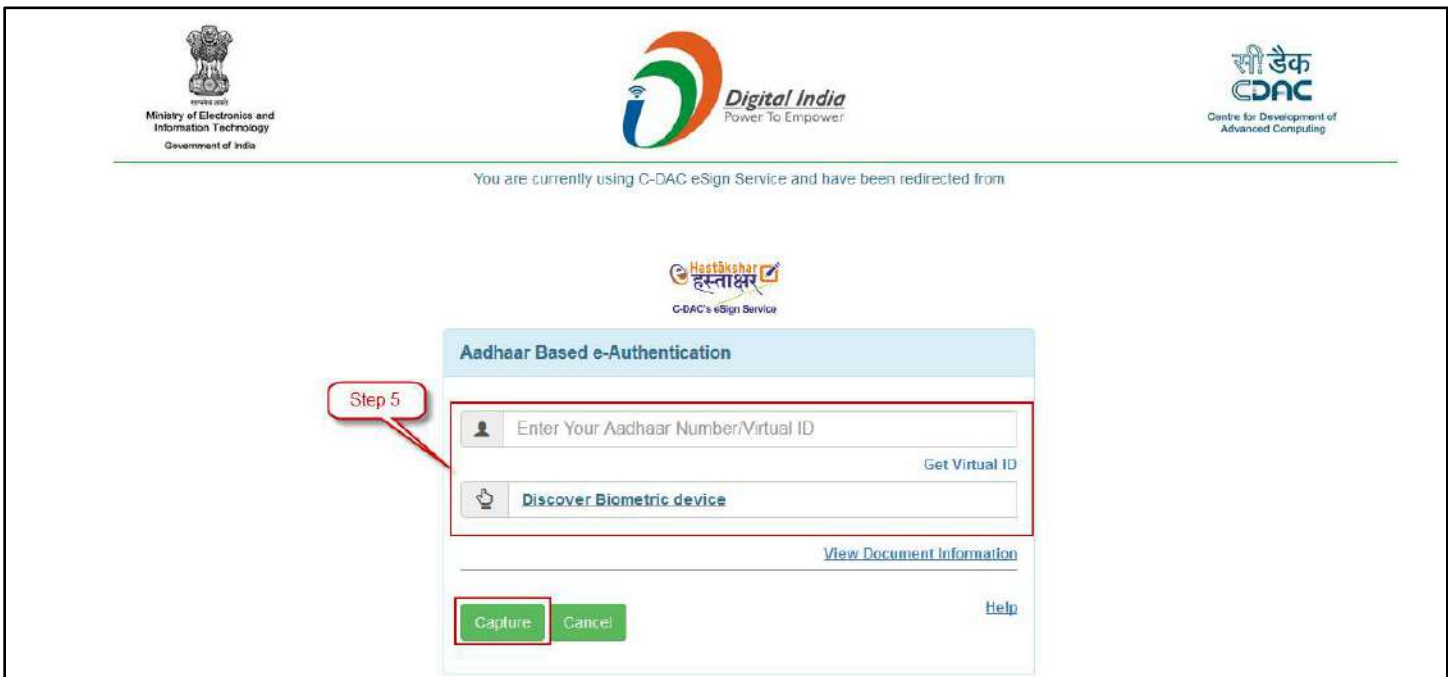 सत्यमेव जयते
Ministry of Electronics and
Information Technology
Government of India
Digital India
Power To Empower
सी डैक
CDAC
Centre for Development of
Advanced Computing
You are currently using C-DAC eSign Service and have been redirected from
e Hastākshar
हस्ताक्षर
C-DAC's eSign Service
Aadhaar Based e-Authentication
Step 5
Enter Your Aadhaar Number/Virtual ID
Get Virtual ID
Discover Biometric device
View Document Information
Help
Capture Cancel